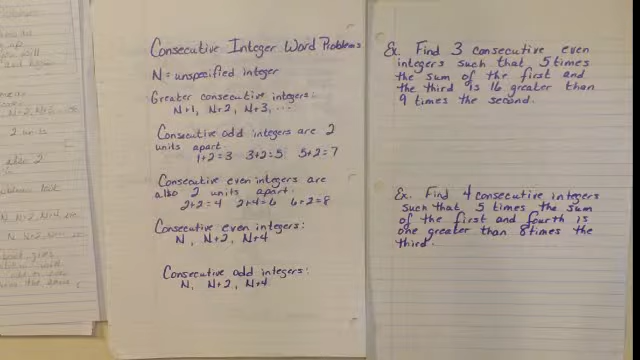 Consecutive Integer Word Problems
N = unspecified integer
Greater consecutive integers:
N+1, N+2, N+3, ...
Consecutive odd integers are 2
units apart.
1+2=3 3+2=5 5+2=7
Consecutive even integers are
also 2 units apart.
2+2=4 2+4=6 6+2=8
Consecutive even integers:
N, N+2, N+4
Consecutive odd integers:
N, N+2, N+4
Ex. Find 3 consecutive even
integers such that 5 times
the sum of the first and
the third is 16 greater than
9 times the second.
Ex. Find 4 consecutive integers
such that 5 times the sum
of the first and fourth is
one greater than 8 times the
third.
2 units